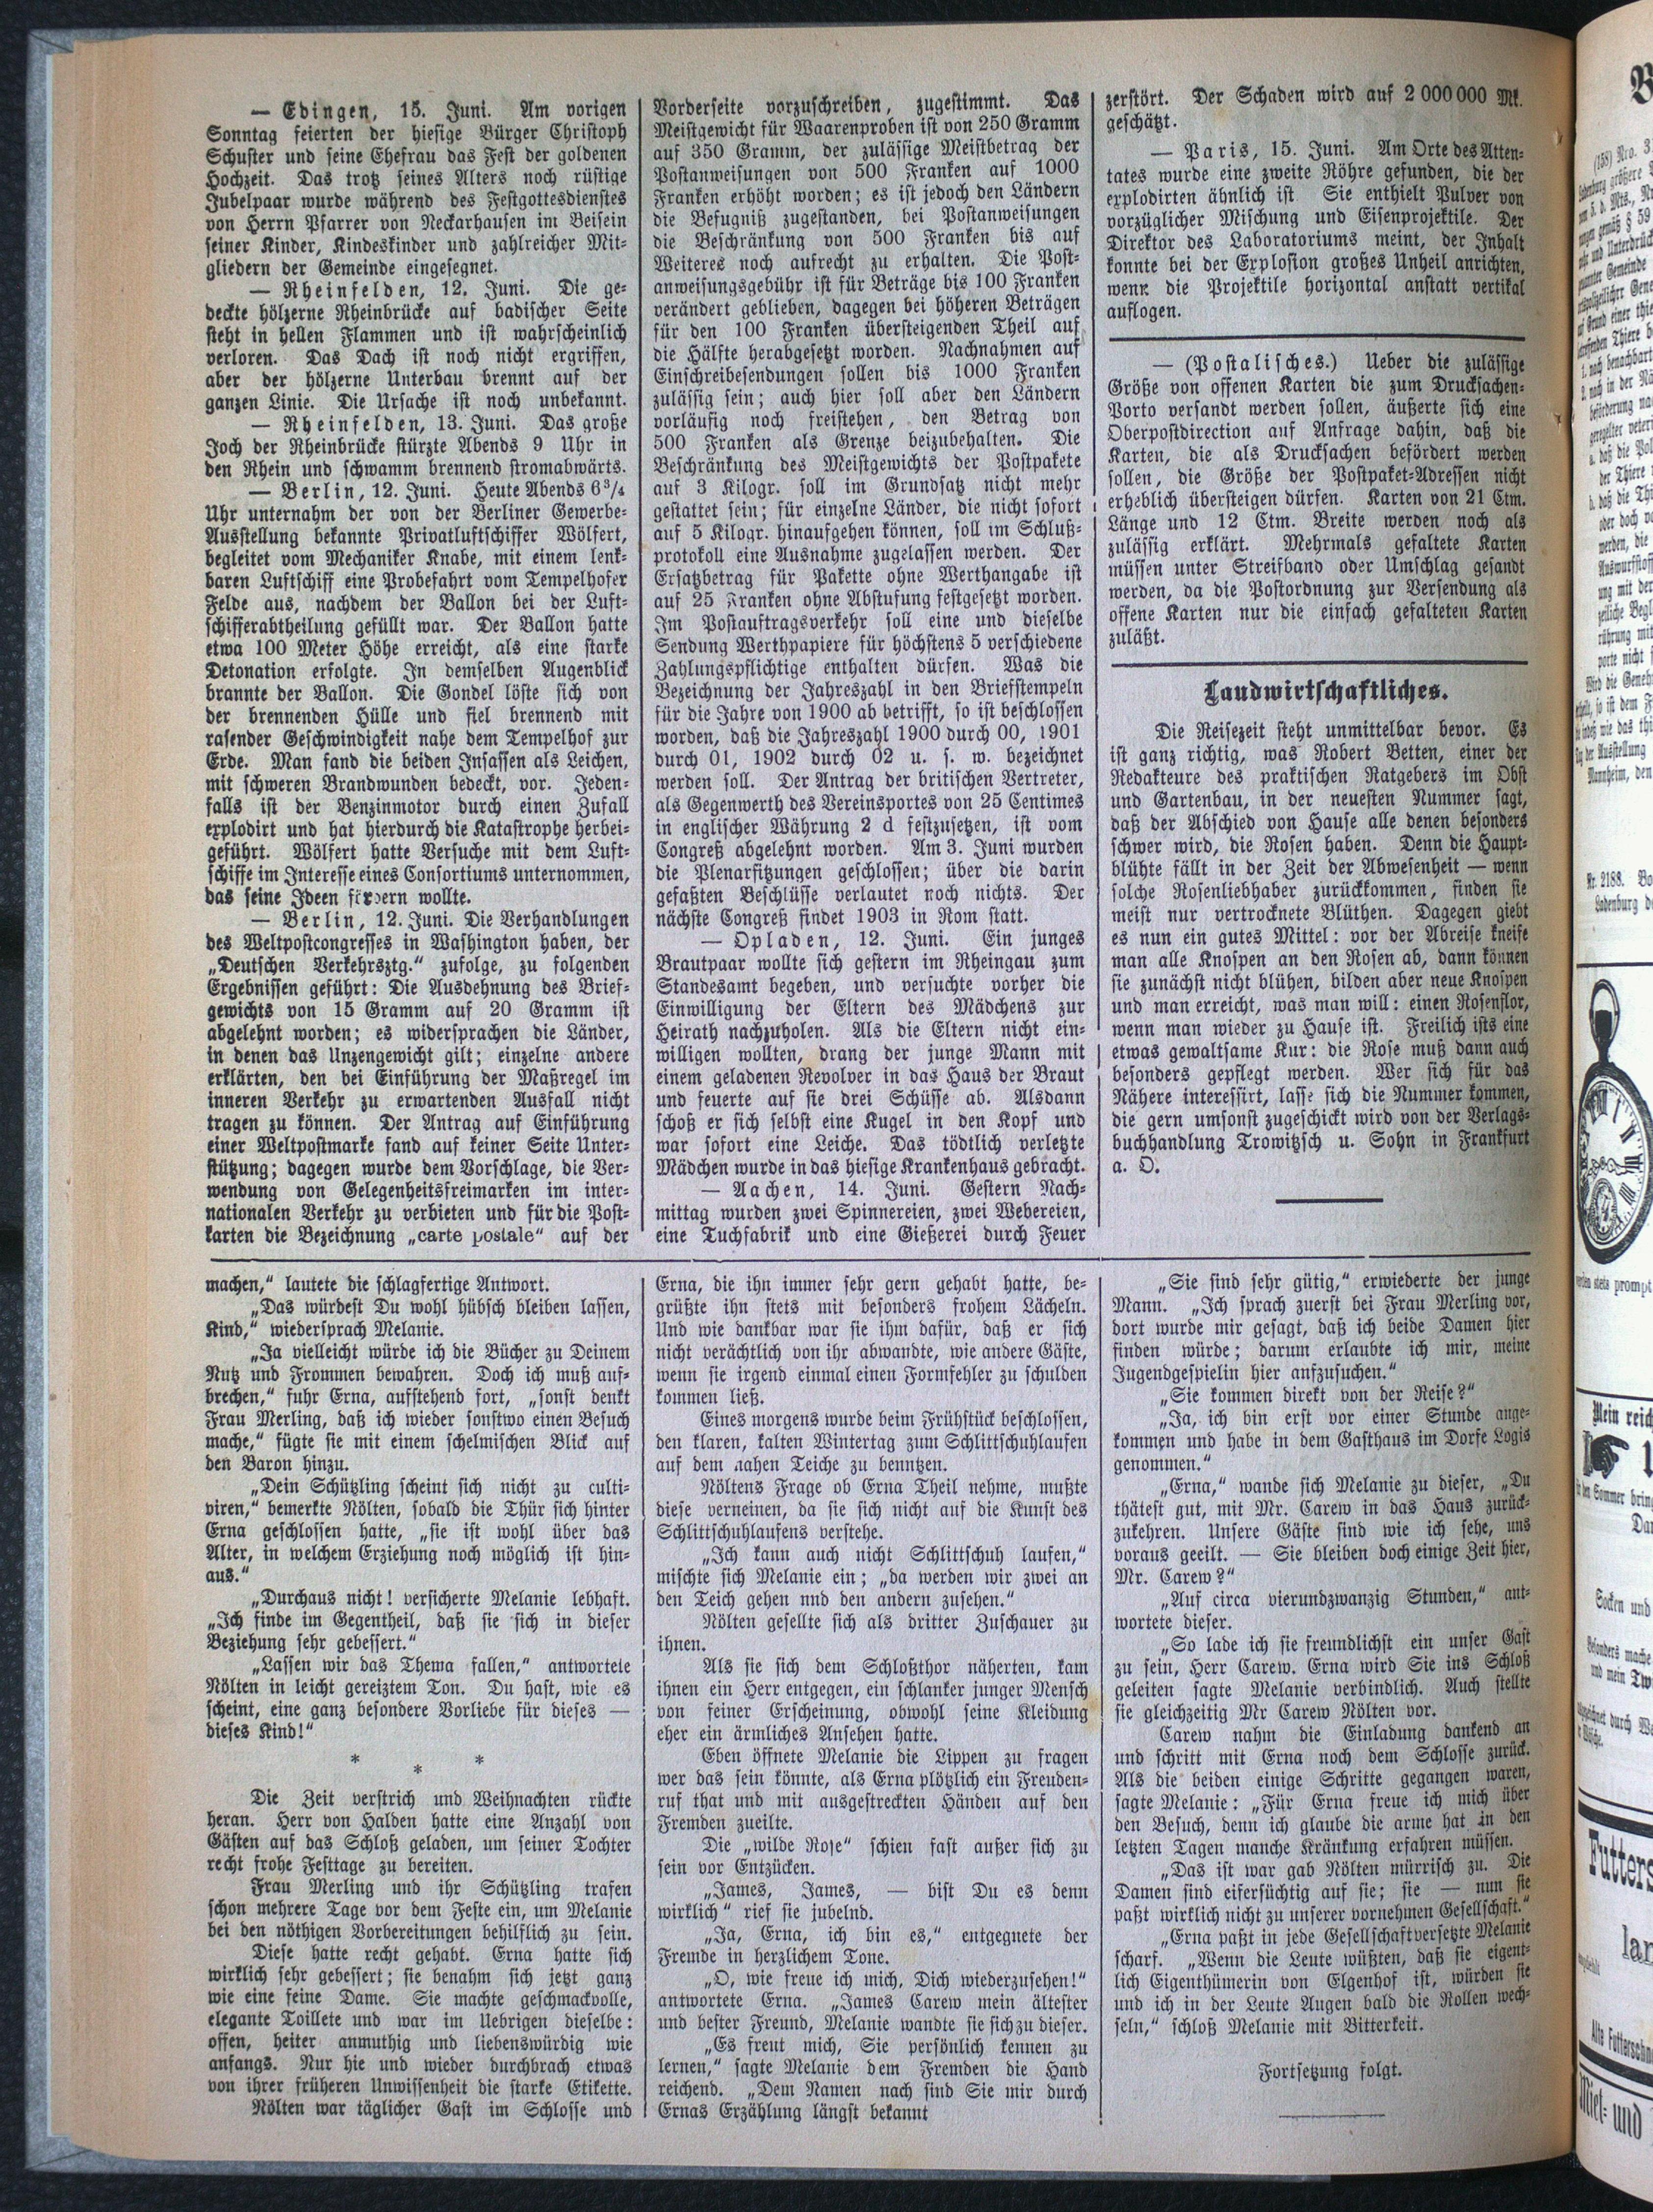 — Edingen, 15. Juni. Am vorigen
Sonntag feierten der hiesige Bürger Christoph
Schuster und seine Ehefrau das Fest der goldenen
Hochzeit. Das trotz seines Alters noch rüstige
Jubelpaar wurde während des Festgottesdienstes
von Herrn Pfarrer von Neckarhausen im Beisein
seiner Kinder, Kindeskinder und zahlreicher Mit-
gliedern der Gemeinde eingesegnet.
— Rheinfelden, 12. Juni. Die ge-
deckte hölzerne Rheinbrücke auf badischer Seite
steht in hellen Flammen und ist wahrscheinlich
verloren. Das Dach ist noch nicht ergriffen,
aber der hölzerne Unterbau brennt auf der
ganzen Linie. Die Ursache ist noch unbekannt.
— Rheinfelden, 13. Juni. Das große
Joch der Rheinbrücke stürzte Abends 9 Uhr in
den Rhein und schwamm brennend stromabwärts.
— Berlin, 12. Juni. Heute Abends 6 3/4
Uhr unternahm der von der Berliner Gewerbe-
Ausstellung bekannte Privatluftschiffer Wölfert,
begleitet vom Mechaniker Knabe, mit einem lenk-
baren Luftschiff eine Probefahrt vom Tempelhofer
Felde aus, nachdem der Ballon bei der Luft-
schifferabtheilung gefüllt war. Der Ballon hatte
etwa 100 Meter Höhe erreicht, als eine starke
Detonation erfolgte. In demselben Augenblick
brannte der Ballon. Die Gondel löste sich von
der brennenden Hülle und fiel brennend mit
rasender Geschwindigkeit nahe dem Tempelhof zur
Erde. Man fand die beiden Insassen als Leichen,
mit schweren Brandwunden bedeckt, vor. Jeden-
falls ist der Benzinmotor durch einen Zufall
explodirt und hat hierdurch die Katastrophe herbei-
geführt. Wölfert hatte Versuche mit dem Luft-
schiffe im Interesse eines Consortiums unternommen,
das seine Ideen fördern wollte.
— Berlin, 12. Juni. Die Verhandlungen
des Weltpostcongresses in Washington haben, der
„Deutschen Verkehrsztg.“ zufolge, zu folgenden
Ergebnissen geführt: Die Ausdehnung des Brief-
gewichts von 15 Gramm auf 20 Gramm ist
abgelehnt worden; es widersprachen die Länder,
in denen das Unzengewicht gilt; einzelne andere
erklärten, den bei Einführung der Maßregel im
inneren Verkehr zu erwartenden Ausfall nicht
tragen zu können. Der Antrag auf Einführung
einer Weltpostmarke fand auf keiner Seite Unter-
stützung; dagegen wurde dem Vorschlage, die Ver-
wendung von Gelegenheitsfreimarken im inter-
nationalen Verkehr zu verbieten und für die Post-
karten die Bezeichnung „carte postale“ auf der
Vorderseite vorzuschreiben, zugestimmt. Das
Meistgewicht für Waarenproben ist von 250 Gramm
auf 350 Gramm, der zulässige Meistbetrag der
Postanweisungen von 500 Franken auf 1000
Franken erhöht worden; es ist jedoch den Ländern
die Befugniß zugestanden, bei Postanweisungen
die Beschränkung von 500 Franken bis auf
Weiteres noch aufrecht zu erhalten. Die Post-
anweisungsgebühr ist für Beträge bis 100 Franken
verändert geblieben, dagegen bei höheren Beträgen
für den 100 Franken übersteigenden Theil auf
die Hälfte herabgesetzt worden. Nachnahmen auf
Einschreibesendungen sollen bis 1000 Franken
zulässig sein; auch hier soll aber den Ländern
vorläufig noch freistehen, den Betrag von
500 Franken als Grenze beizubehalten. Die
Beschränkung des Meistgewichts der Postpakete
auf 3 Kilogr. soll im Grundsatz nicht mehr
gestattet sein; für einzelne Länder, die nicht sofort
auf 5 Kilogr. hinaufgehen können, soll im Schluß-
protokoll eine Ausnahme zugelassen werden. Der
Ersatzbetrag für Pakette ohne Werthangabe ist
auf 25 Franken ohne Abstufung festgesetzt worden.
Im Postauftragsverkehr soll eine und dieselbe
Sendung Werthpapiere für höchstens 5 verschiedene
Zahlungspflichtige enthalten dürfen. Was die
Bezeichnung der Jahreszahl in den Briefstempeln
für die Jahre von 1900 ab betrifft, so ist beschlossen
worden, daß die Jahreszahl 1900 durch 00, 1901
durch 01, 1902 durch 02 u. s. w. bezeichnet
werden soll. Der Antrag der britischen Vertreter,
als Gegenwerth des Vereinsportes von 25 Centimes
in englischer Währung 2 d festzusetzen, ist vom
Congreß abgelehnt worden. Am 3. Juni wurden
die Plenarsitzungen geschlossen; über die darin
gefaßten Beschlüsse verlautet noch nichts. Der
nächste Congreß findet 1903 in Rom statt.
— Opladen, 12. Juni. Ein junges
Brautpaar wollte sich gestern im Rheingau zum
Standesamt begeben, und versuchte vorher die
Einwilligung der Eltern des Mädchens zur
Heirath nachzuholen. Als die Eltern nicht ein-
willigen wollten, drang der junge Mann mit
einem geladenen Revolver in das Haus der Braut
und feuerte auf sie drei Schüsse ab. Alsdann
schoß er sich selbst eine Kugel in den Kopf und
war sofort eine Leiche. Das tödtlich verletzte
Mädchen wurde in das hiesige Krankenhaus gebracht.
— Aachen, 14. Juni. Gestern Nach-
mittag wurden zwei Spinnereien, zwei Webereien,
eine Tuchfabrik und eine Gießerei durch Feuer
zerstört. Der Schaden wird auf 2 000 000 Mk.
geschätzt.
— Paris, 15. Juni. Am Orte des Atten-
tates wurde eine zweite Röhre gefunden, die der
explodirten ähnlich ist Sie enthielt Pulver von
vorzüglicher Mischung und Eisenprojektile. Der
Direktor des Laboratoriums meint, der Inhalt
konnte bei der Explosion großes Unheil anrichten,
wenn die Projektile horizontal anstatt vertikal
auflogen.
— (Postalisches.) Ueber die zulässige
Größe von offenen Karten die zum Drucksachen-
Porto versandt werden sollen, äußerte sich eine
Oberpostdirection auf Anfrage dahin, daß die
Karten, die als Drucksachen befördert werden
sollen, die Größe der Postpaket-Adressen nicht
erheblich übersteigen dürfen. Karten von 21 Ctm.
Länge und 12 Ctm. Breite werden noch als
zulässig erklärt. Mehrmals gefaltete Karten
müssen unter Streifband oder Umschlag gesandt
werden, da die Postordnung zur Versendung als
offene Karten nur die einfach gefalteten Karten
zuläßt.
Landwirtschaftliches.
Die Reisezeit steht unmittelbar bevor. Es
ist ganz richtig, was Robert Betten, einer der
Redakteure des praktischen Ratgebers im Obst
und Gartenbau, in der neuesten Nummer sagt,
daß der Abschied von Hause alle denen besonders
schwer wird, die Rosen haben. Denn die Haupt-
blühte fällt in der Zeit der Abwesenheit — wenn
solche Rosenliebhaber zurückkommen, finden sie
meist nur vertrocknete Blüthen. Dagegen giebt
es nun ein gutes Mittel: vor der Abreise kneife
man alle Knospen an den Rosen ab, dann können
sie zunächst nicht blühen, bilden aber neue Knospen
und man erreicht, was man will: einen Rosenflor,
wenn man wieder zu Hause ist. Freilich ists eine
etwas gewaltsame Kur: die Rose muß dann auch
besonders gepflegt werden. Wer sich für das
Nähere interessirt, lasse sich die Nummer kommen,
die gern umsonst zugeschickt wird von der Verlags-
buchhandlung Trowitzsch u. Sohn in Frankfurt
a. O.
machen,“ lautete die schlagfertige Antwort.
„Das würdest Du wohl hübsch bleiben lassen,
Kind,“ wiedersprach Melanie.
„Ja vielleicht würde ich die Bücher zu Deinem
Nutz und Frommen bewahren. Doch ich muß auf-
brechen,“ fuhr Erna, aufstehend fort, „sonst denkt
Frau Merling, daß ich wieder sonstwo einen Besuch
mache,“ fügte sie mit einem schelmischen Blick auf
den Baron hinzu.
„Dein Schützling scheint sich nicht zu culti-
viren,“ bemerkte Nölten, sobald die Thür sich hinter
Erna geschlossen hatte, „sie ist wohl über das
Alter, in welchem Erziehung noch möglich ist hin-
aus.“
„Durchaus nicht! versicherte Melanie lebhaft.
„Ich finde im Gegentheil, daß sie sich in dieser
Beziehung sehr gebessert.“
„Lassen wir das Thema fallen,“ antwortete
Nölten in leicht gereiztem Ton. Du hast, wie es
scheint, eine ganz besondere Vorliebe für dieses —
dieses Kind!“
* * *
Die Zeit verstrich und Weihnachten rückte
heran. Herr von Halden hatte eine Anzahl von
Gästen auf das Schloß geladen, um seiner Tochter
recht frohe Festtage zu bereiten.
Frau Merling und ihr Schützling trafen
schon mehrere Tage vor dem Feste ein, um Melanie
bei den nöthigen Vorbereitungen behilflich zu sein.
Diese hatte recht gehabt. Erna hatte sich
wirklich sehr gebessert; sie benahm sich jetzt ganz
wie eine feine Dame. Sie machte geschmackvolle,
elegante Toillete und war im Uebrigen dieselbe:
offen, heiter anmuthig und liebenswürdig wie
anfangs. Nur hie und wieder durchbrach etwas
von ihrer früheren Unwissenheit die starke Etikette.
Nölten war täglicher Gast im Schlosse und
Erna, die ihn immer sehr gern gehabt hatte, be-
grüßte ihn stets mit besonders frohem Lächeln.
Und wie dankbar war sie ihm dafür, daß er sich
nicht verächtlich von ihr abwandte, wie andere Gäste,
wenn sie irgend einmal einen Formfehler zu schulden
kommen ließ.
Eines morgens wurde beim Frühstück beschlossen,
den klaren, kalten Wintertag zum Schlittschuhlaufen
auf dem nahen Teiche zu benntzen.
Nöltens Frage ob Erna Theil nehme, mußte
diese verneinen, da sie sich nicht auf die Kunst des
Schlittschuhlaufens verstehe.
„Ich kann auch nicht Schlittschuh laufen,“
mischte sich Melanie ein; „da werden wir zwei an
den Teich gehen nnd den andern zusehen.“
Nölten gesellte sich als dritter Zuschauer zu
ihnen.
Als sie sich dem Schloßthor näherten, kam
ihnen ein Herr entgegen, ein schlanker junger Mensch
von feiner Erscheinung, obwohl seine Kleidung
eher ein ärmliches Ansehen hatte.
Eben öffnete Melanie die Lippen zu fragen
wer das sein könnte, als Erna plötzlich ein Freuden-
ruf that und mit ausgestreckten Händen auf den
Fremden zueilte.
Die „wilde Rose“ schien fast außer sich zu
sein vor Entzücken.
„James, James, — bist Du es denn
wirklich“ rief sie jubelnd.
„Ja, Erna, ich bin es,“ entgegnete der
Fremde in herzlichem Tone.
„O, wie freue ich mich, Dich wiederzusehen!“
antwortete Erna. „James Carew mein ältester
und bester Freund, Melanie wandte sie sich zu dieser.
„Es freut mich, Sie persönlich kennen zu
lernen,“ sagte Melanie dem Fremden die Hand
reichend. „Dem Namen nach sind Sie mir durch
Ernas Erzählung längst bekannt
„Sie sind sehr gütig,“ erwiederte der junge
Mann. „Ich sprach zuerst bei Frau Merling vor,
dort wurde mir gesagt, daß ich beide Damen hier
finden würde; darum erlaubte ich mir, meine
Jugendgespielin hier anzufsuchen.“
„Sie kommen direkt von der Reise?“
„Ja, ich bin erst vor einer Stunde ange-
kommen und habe in dem Gasthaus im Dorfe Logis
genommen.“
„Erna,“ wande sich Melanie zu dieser, „Du
thätest gut, mit Mr. Carew in das Haus zurück-
zukehren. Unsere Gäste sind wie ich sehe, uns
voraus geeilt. — Sie bleiben doch einige Zeit hier,
Mr. Carew?“
„Auf circa vierundzwanzig Stunden,“ ant-
wortete dieser.
„So lade ich sie freundlichst ein unser Gast
zu sein, Herr Carew. Erna wird Sie ins Schloß
geleiten sagte Melanie verbindlich. Auch stellte
sie gleichzeitig Mr Carew Nölten vor.
Carew nahm die Einladung dankend an
und schritt mit Erna noch dem Schlosse zurück.
Als die beiden einige Schritte gegangen waren,
sagte Melanie: „Für Erna freue ich mich über
den Besuch, denn ich glaube die arme hat in den
letzten Tagen manche Kränkung erfahren müssen.
„Das ist war gab Nölten mürrisch zu. Die
Damen sind eifersüchtig auf sie; sie — nun sie
paßt wirklich nicht zu unserer vornehmen Gesellschaft.“
„Erna paßt in jede Gesellschaft versetzte Melanie
scharf. „Wenn die Leute wüßten, daß sie eigent-
lich Eigenthümerin von Elgenhof ist, würden sie
und ich in der Leute Augen bald die Rollen wech-
seln,“ schloß Melanie mit Bitterkeit.
Fortsetzung folgt.